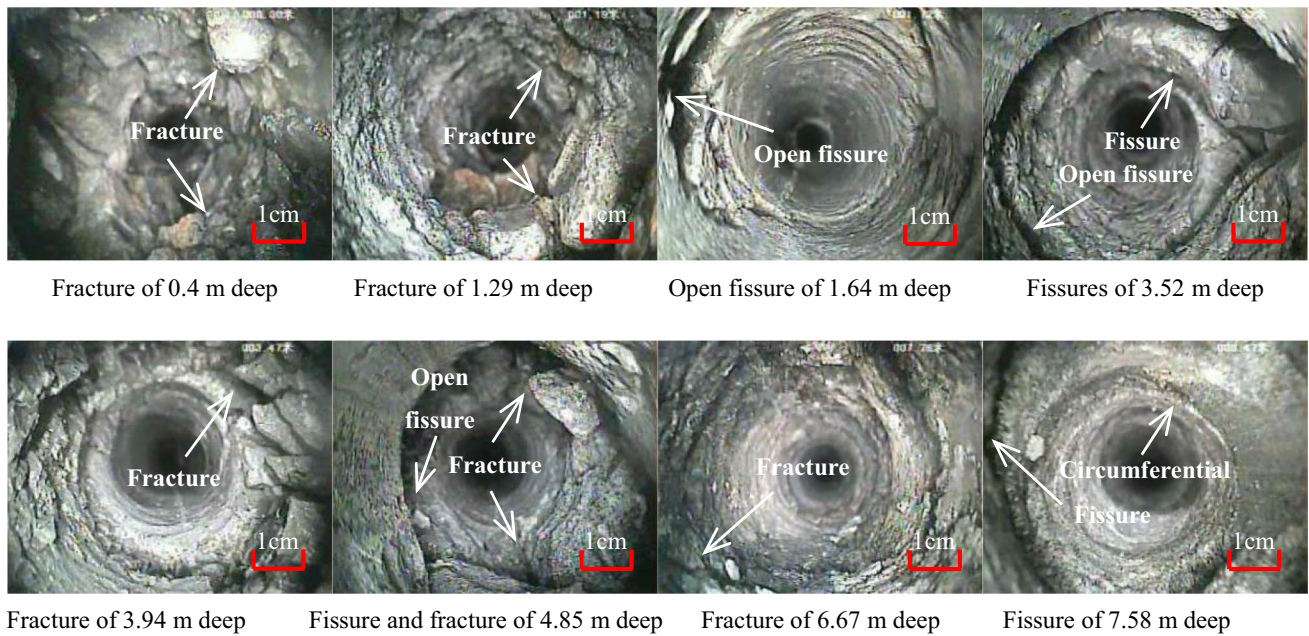 Fracture
1cm
Fracture
1cm
Open fissure
1cm
Fissure
Open fissure
1cm
Fracture of 0.4 m deep
Fracture of 1.29 m deep
Open fissure of 1.64 m deep
Fissures of 3.52 m deep
Fracture
1cm
Open
fissure
Fracture
1cm
Fracture
1cm
Circumferential
Fissure
1cm
Fracture of 3.94 m deep
Fissure and fracture of 4.85 m deep
Fracture of 6.67 m deep
Fissure of 7.58 m deep